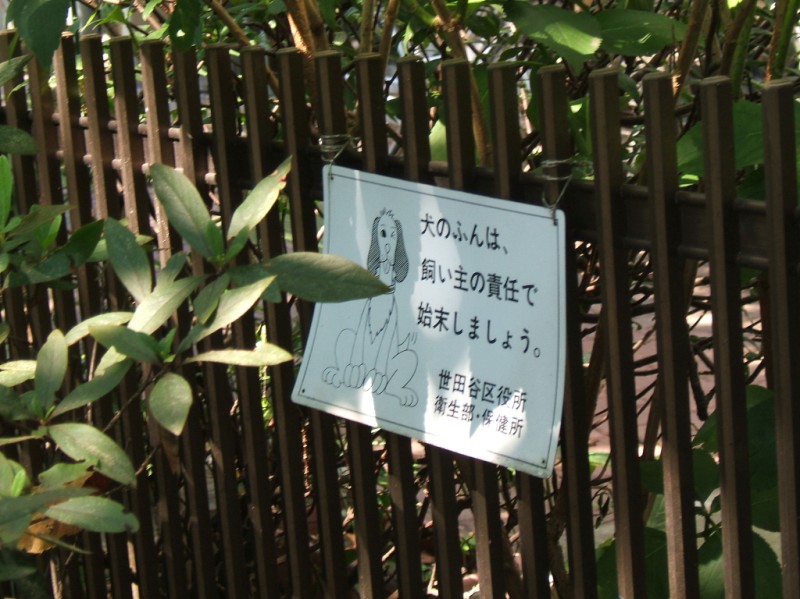 犬のふんは、
飼い主の責任で
始末しましょう。
世田谷区役所
衛生部・保健所